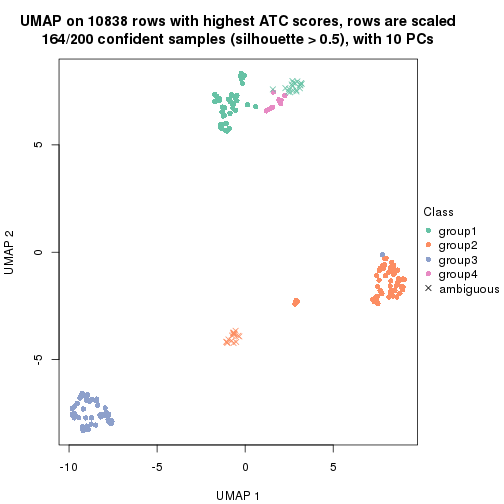 UMAP on 10838 rows with highest ATC scores, rows are scaled
164/200 confident samples (silhouette > 0.5), with 10 PCs
UMAP 2
5
0
-5
-10
-5
0
5
UMAP 1
Class
group1
group2
group3
group4
ambiguous